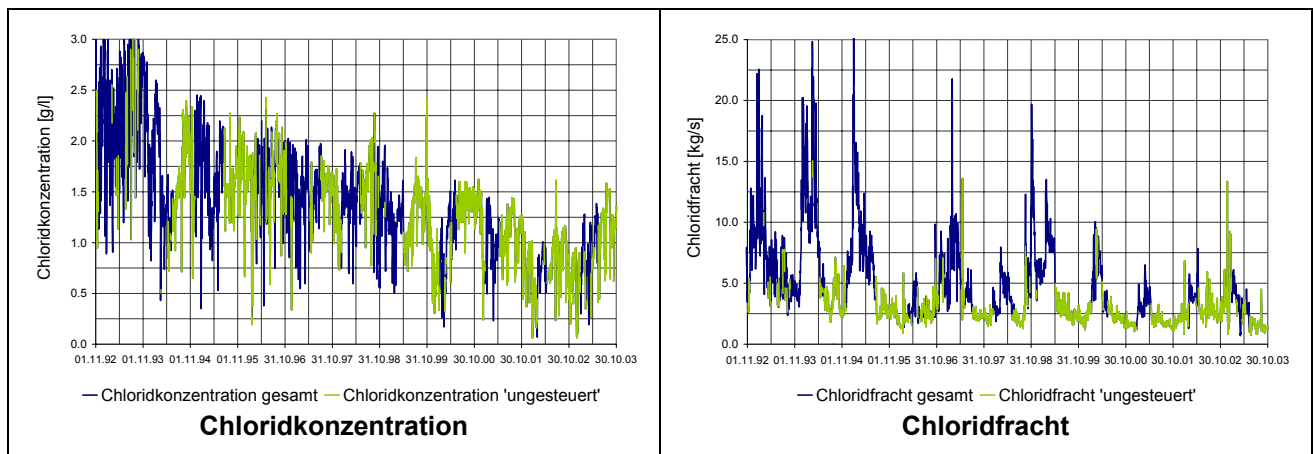 3.0
2.5
2.0
1.5
1.0
0.5
0.0
Chloridkonzentration [g/l]
01.11.92 01.11.93 01.11.94 01.11.95 31.10.96 31.10.97 31.10.98 31.10.99 30.10.00 30.10.01 30.10.02 30.10.03
Chloridkonzentration gesamt Chloridkonzentration 'ungesteuert'
Chloridkonzentration
25.0
20.0
15.0
10.0
5.0
0.0
Chloridfracht [kg/s]
01.11.92 01.11.93 01.11.94 01.11.95 31.10.96 31.10.97 31.10.98 31.10.99 30.10.00 30.10.01 30.10.02 30.10.03
Chloridfracht gesamt Chloridfracht 'ungesteuert'
Chloridfracht